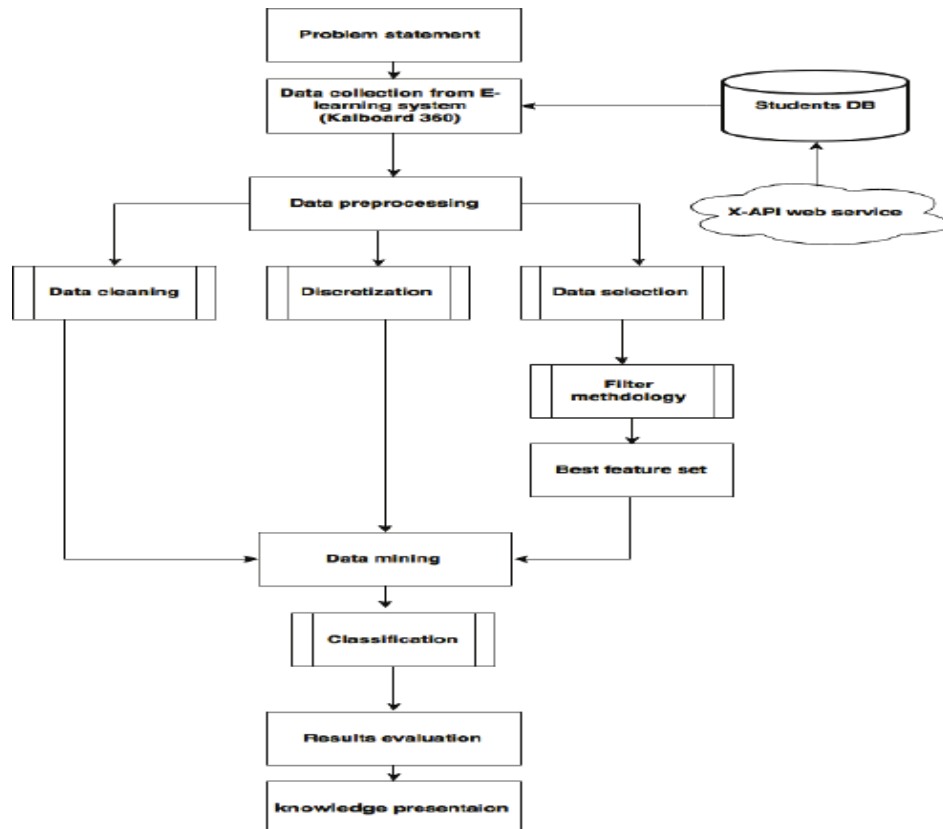 Problem statement
Data collection from E-
learning system
(Kalboard 360)
Students DB
X-API web service
Data preprocessing
Data cleaning
Discretization
Data selection
Filter
methdology
Best feature set
Data mining
Classification
Results evaluation
knowledge presentaion